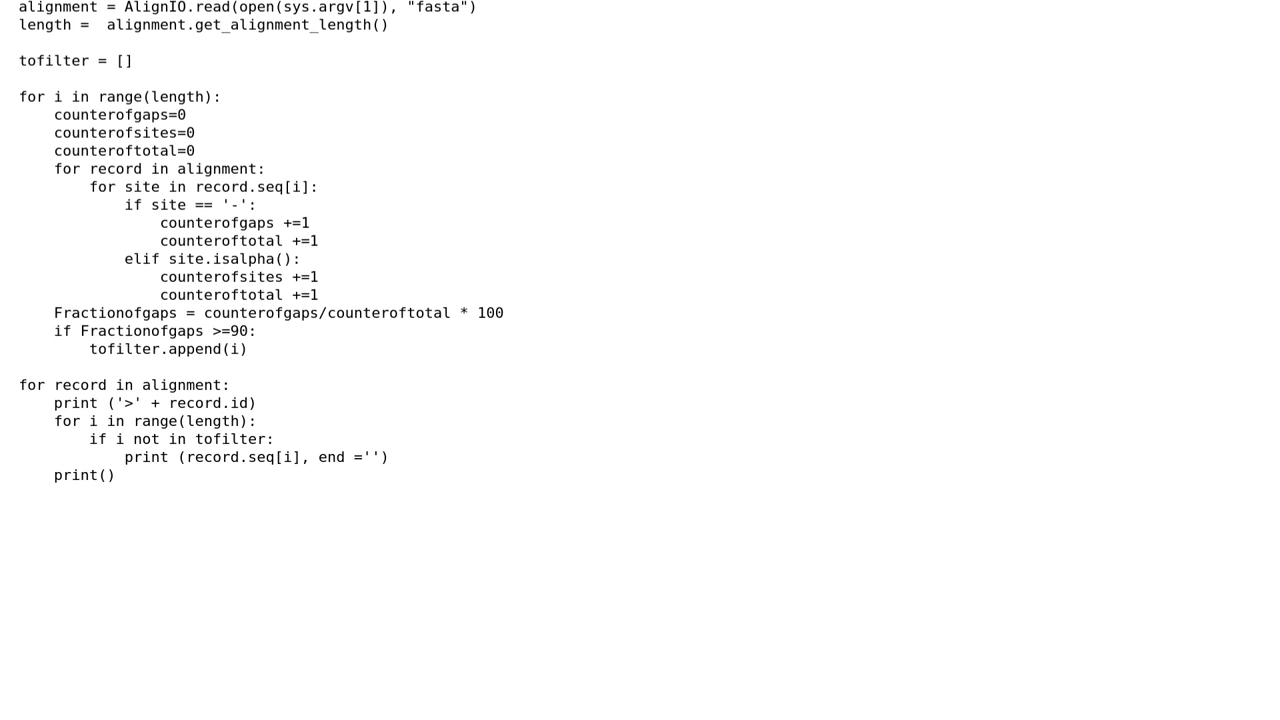 alignment = AlignIO.read(open(sys.argv[1]), "fasta")
length =  alignment.get_alignment_length()

tofilter = []

for i in range(length):
    counterofgaps=0
    counterofsites=0
    counteroftotal=0
    for record in alignment:
        for site in record.seq[i]:
            if site == '-':
                counterofgaps +=1
                counteroftotal +=1
            elif site.isalpha():
                counterofsites +=1
                counteroftotal +=1
    Fractionofgaps = counterofgaps/counteroftotal * 100
    if Fractionofgaps >=90:
        tofilter.append(i)

for record in alignment:
    print ('>' + record.id)
    for i in range(length):
        if i not in tofilter:
            print (record.seq[i], end ='')
    print()